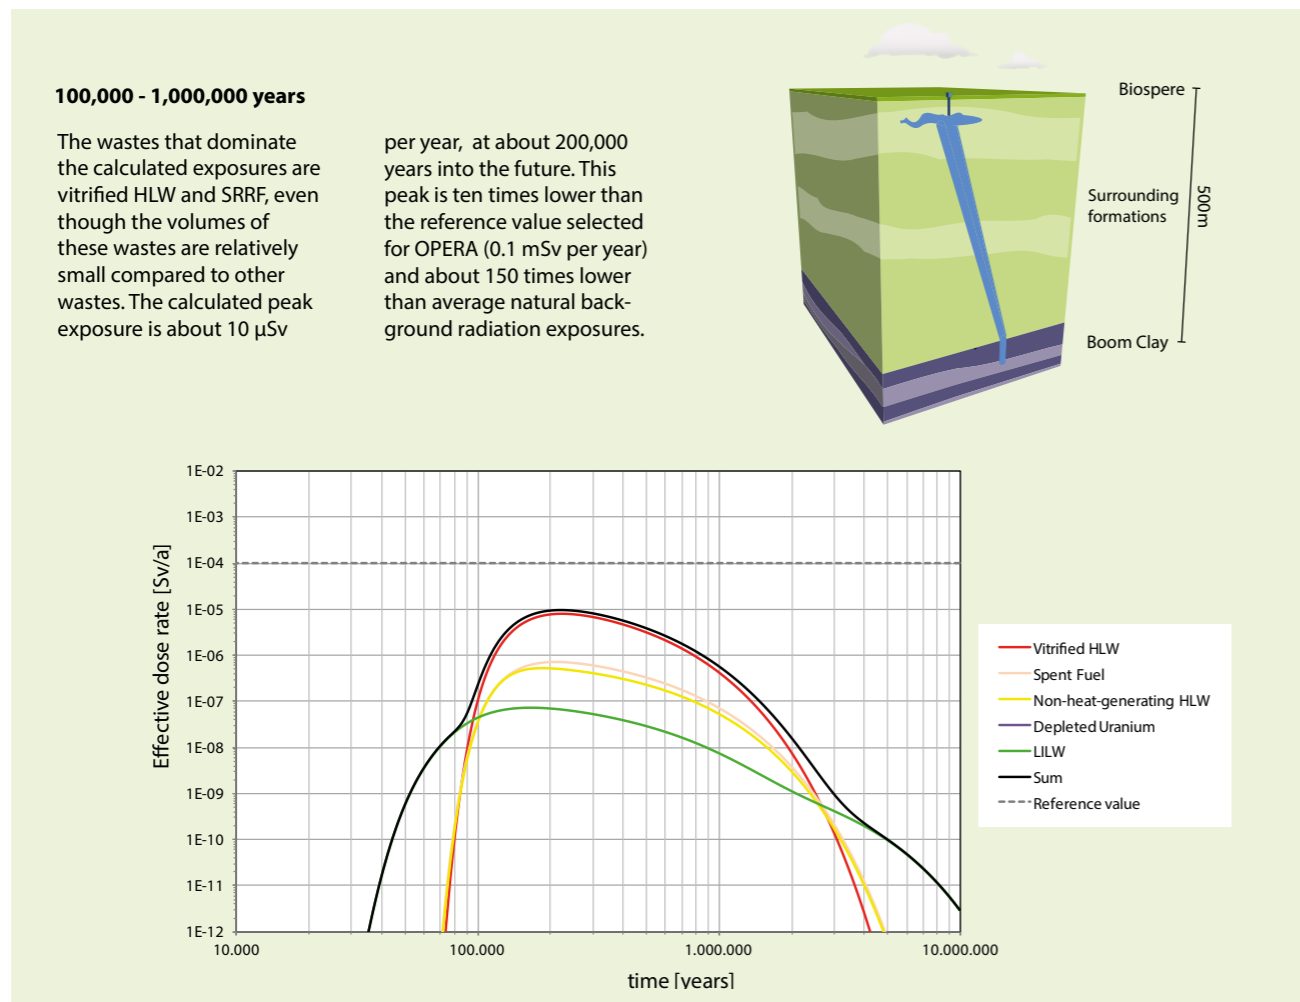 100,000 - 1,000,000 years
The wastes that dominate
the calculated exposures are
vitrified HLW and SRRF, even
though the volumes of
these wastes are relatively
small compared to other
wastes. The calculated peak
exposure is about 10 µSv
per year,  at about 200,000
years into the future. This
peak is ten times lower than
the reference value selected
for OPERA (0.1 mSv per year)
and about 150 times lower
than average natural back-
ground radiation exposures.
Biospere
Surrounding
formations
500m
Boom Clay
Effective dose rate [Sv/a]
1E-02
1E-03
1E-04
1E-05
1E-06
1E-07
1E-08
1E-09
1E-10
1E-11
1E-12
10.000
100.000
1.000.000
10.000.000
time [years]
Vitrified HLW
Spent Fuel
Non-heat-generating HLW
Depleted Uranium
LILW
Sum
Reference value